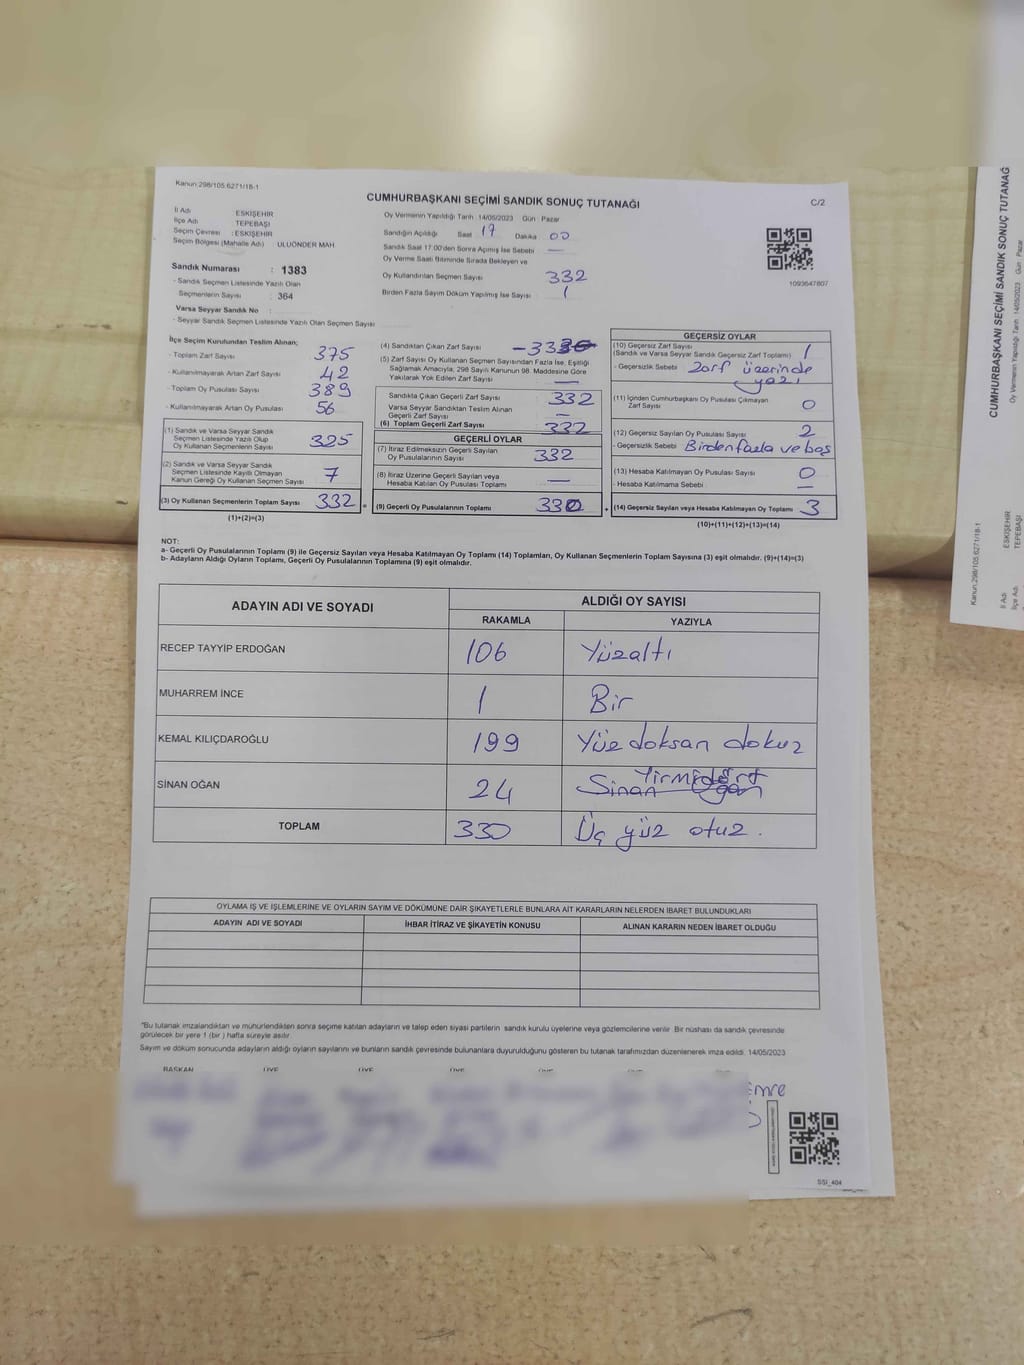 Kanun:298/105.6271/18-1
CUMHURBAŞKANI SEÇİMİ SANDIK SONUÇ TUTANAĞI
C/2
İl Adı ESKİŞEHİR
İlçe Adı TEPEBAŞI
Seçim Çevresi : ESKİŞEHİR
Seçim Bölgesi (Mahalle Adı) : ULUÖNDER MAH
Sandık Numarası : 1383
- Sandık Seçmen Listesinde Yazılı Olan
Seçmenlerin Sayısı : 364
Varsa Seyyar Sandık No :
- Seyyar Sandık Seçmen Listesinde Yazılı Olan Seçmen Sayısı
Oy Vermenin Yapıldığı Tarih 14/05/2023 Gün : Pazar
Sandığın Açıldığı Saat 17 Dakika 00
Sandık Saat 17:00'den Sonra Açımış İse Sebebi —
Oy Verme Saati Bitiminde Sırada Bekleyen ve
Oy Kullandırılan Seçmen Sayısı 332
Birden Fazla Sayım Döküm Yapılmış İse Sayısı 1
1093647807
İlçe Seçim Kurulundan Teslim Alınan;
- Toplam Zarf Sayısı 375
- Kullanılmayarak Artan Zarf Sayısı 42
- Toplam Oy Pusulası Sayısı 389
- Kullanılmayarak Artan Oy Pusulası 56
(1) Sandık ve Varsa Seyyar Sandık
Seçmen Listesinde Yazılı Olup
Oy Kullanan Seçmenlerin Sayısı 325
(2) Sandık ve Varsa Seyyar Sandık
Seçmen Listesinde Kayıtlı Olmayan
Kanun Gereği Oy Kullanan Seçmen Sayısı 7
(3) Oy Kullanan Seçmenlerin Toplam Sayısı 332
(1)+(2)=(3)
(4) Sandıktan Çıkan Zarf Sayısı
(5) Zarf Sayısı Oy Kullanan Seçmen Sayısından Fazla İse, Eşitliği
Sağlamak Amacıyla, 298 Sayılı Kanunun 98. Maddesine Göre
Yakılarak Yok Edilen Zarf Sayısı —
Sandıkta Çıkan Geçerli Zarf Sayısı 332
Varsa Seyyar Sandıktan Teslim Alınan
Geçerli Zarf Sayısı —
(6) Toplam Geçerli Zarf Sayısı 332
GEÇERLİ OYLAR
(7) İtiraz Edilmeksizin Geçerli Sayılan
Oy Pusulalarının Sayısı 332
(8) İtiraz Üzerine Geçerli Sayılan veya
Hesaba Katılan Oy Pusulası Toplamı —
= (9) Geçerli Oy Pusulalarının Toplamı 330
GEÇERSİZ OYLAR
(10) Geçersiz Zarf Sayısı
(Sandık ve Varsa Seyyar Sandık Geçersiz Zarf Toplamı) 1
- Geçersizlik Sebebi Zarf üzerinde
yazı
(11) İçinden Cumhurbaşkanı Oy Pusulası Çıkmayan
Zarf Sayısı 0
(12) Geçersiz Sayılan Oy Pusulası Sayısı 2
- Geçersizlik Sebebi Birden fazla ve boş
(13) Hesaba Katılmayan Oy Pusulası Sayısı 0
- Hesaba Katılmama Sebebi —
+ (14) Geçersiz Sayılan veya Hesaba Katılmayan Oy Toplamı 3
(10)+(11)+(12)+(13)=(14)
NOT:
a- Geçerli Oy Pusulalarının Toplamı (9) ile Geçersiz Sayılan veya Hesaba Katılmayan Oy Toplamı (14) Toplamları, Oy Kullanan Seçmenlerin Toplam Sayısına (3) eşit olmalıdır. (9)+(14)=(3)
b- Adayların Aldığı Oyların Toplamı, Geçerli Oy Pusulalarının Toplamına (9) eşit olmalıdır.
ADAYIN ADI VE SOYADI ALDIĞI OY SAYISI
RAKAMLA YAZIYLA
RECEP TAYYİP ERDOĞAN 106 Yüzaltı
MUHARREM İNCE 1 Bir
KEMAL KILIÇDAROĞLU 199 Yüz doksan dokuz
Yirmidört
SİNAN OĞAN 24 Sinan Oğan
TOPLAM 330 Üç yüz otuz.
OYLAMA İŞ VE İŞLEMLERİNE VE OYLARIN SAYIM VE DÖKÜMÜNE DAİR ŞİKAYETLERLE BUNLARA AİT KARARLARIN NELERDEN İBARET BULUNDUKLARI
ADAYIN ADI VE SOYADI İHBAR İTİRAZ VE ŞİKAYETİN KONUSU ALINAN KARARIN NEDEN İBARET OLDUĞU
"Bu tutanak imzalandıktan ve mühürlendikten sonra seçime katılan adayların ve talep eden siyasi partilerin sandık kurulu üyelerine veya gözlemcilerine verilir. Bir nüshası da sandık çevresinde
görülecek bir yere 1 (bir ) hafta süreyle asılır.
Sayım ve döküm sonucunda adayların aldığı oyların sayılarını ve bunların sandık çevresinde bulunanlara duyurulduğunu gösteren bu tutanak tarafımızdan düzenlenerek imza edildi. 14/05/2023
BAŞKAN ÜYE ÜYE ÜYE ÜYE ÜYE
Emre
SSİ_404
Kanun:298/105.6271/18-1
CUMHURBAŞKANI SEÇİMİ SANDIK SONUÇ TUTANAĞ
Oy Vermenin Yapıldığı Tarih 14/05/2023 Gün : Pazar
İl Adı ESKİŞEHİR
İlçe Adı TEPEBAŞI